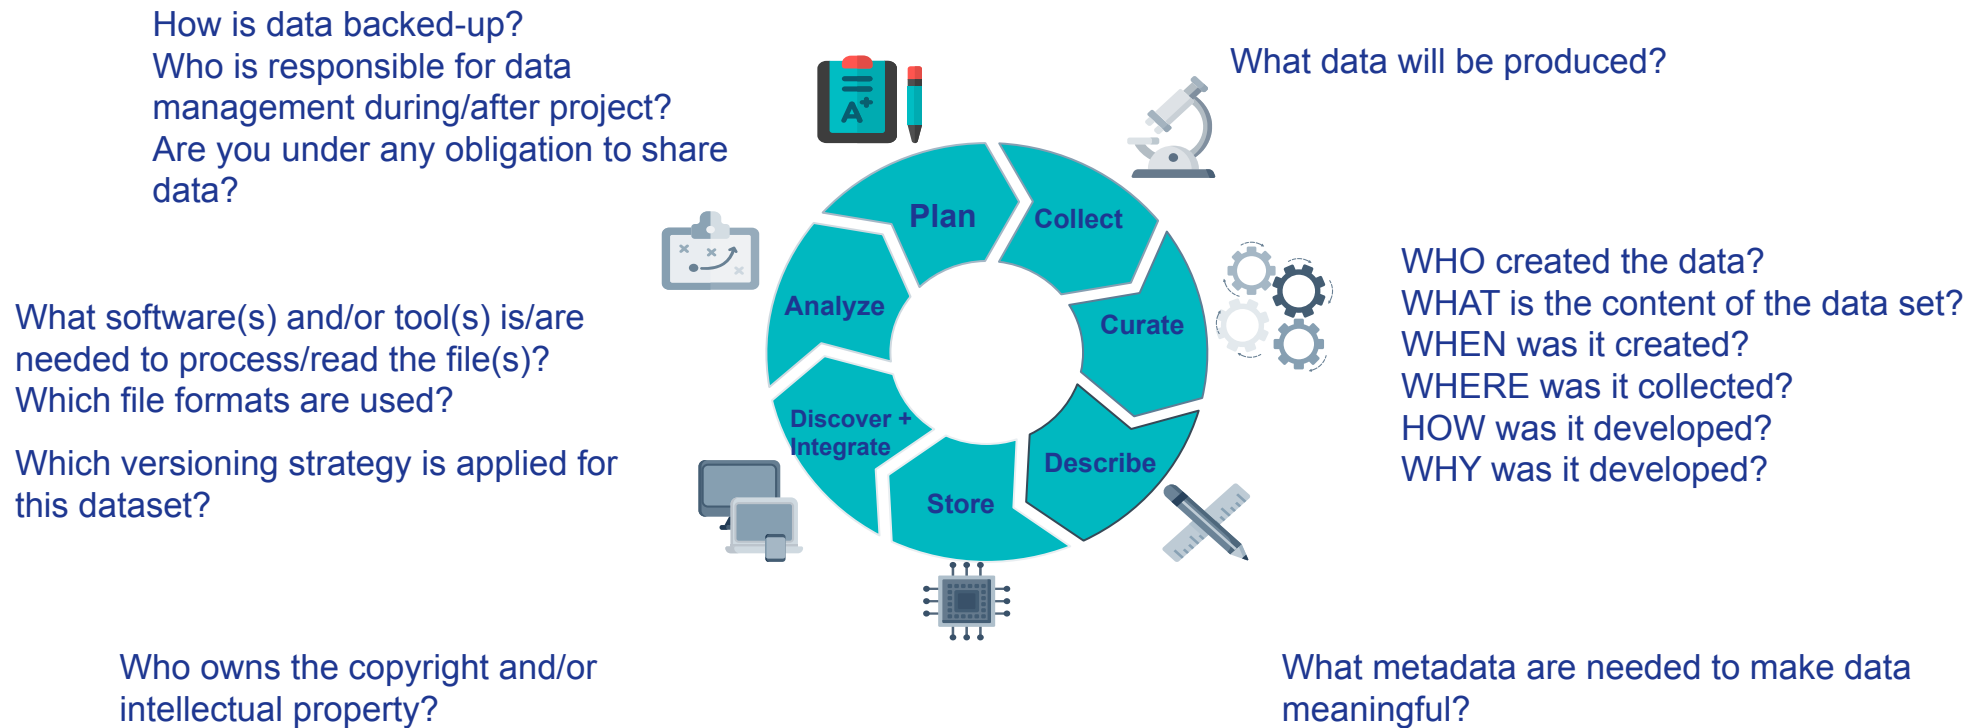 How is data backed-up?
Who is responsible for data
management during/after project?
Are you under any obligation to share
data?
What data will be produced?
A+
Plan
Collect
Analyze
Curate
Discover +
Integrate
Describe
Store
WHO created the data?
WHAT is the content of the data set?
WHEN was it created?
WHERE was it collected?
HOW was it developed?
WHY was it developed?
What software(s) and/or tool(s) is/are
needed to process/read the file(s)?
Which file formats are used?
Which versioning strategy is applied for
this dataset?
Who owns the copyright and/or
intellectual property?
What metadata are needed to make data
meaningful?